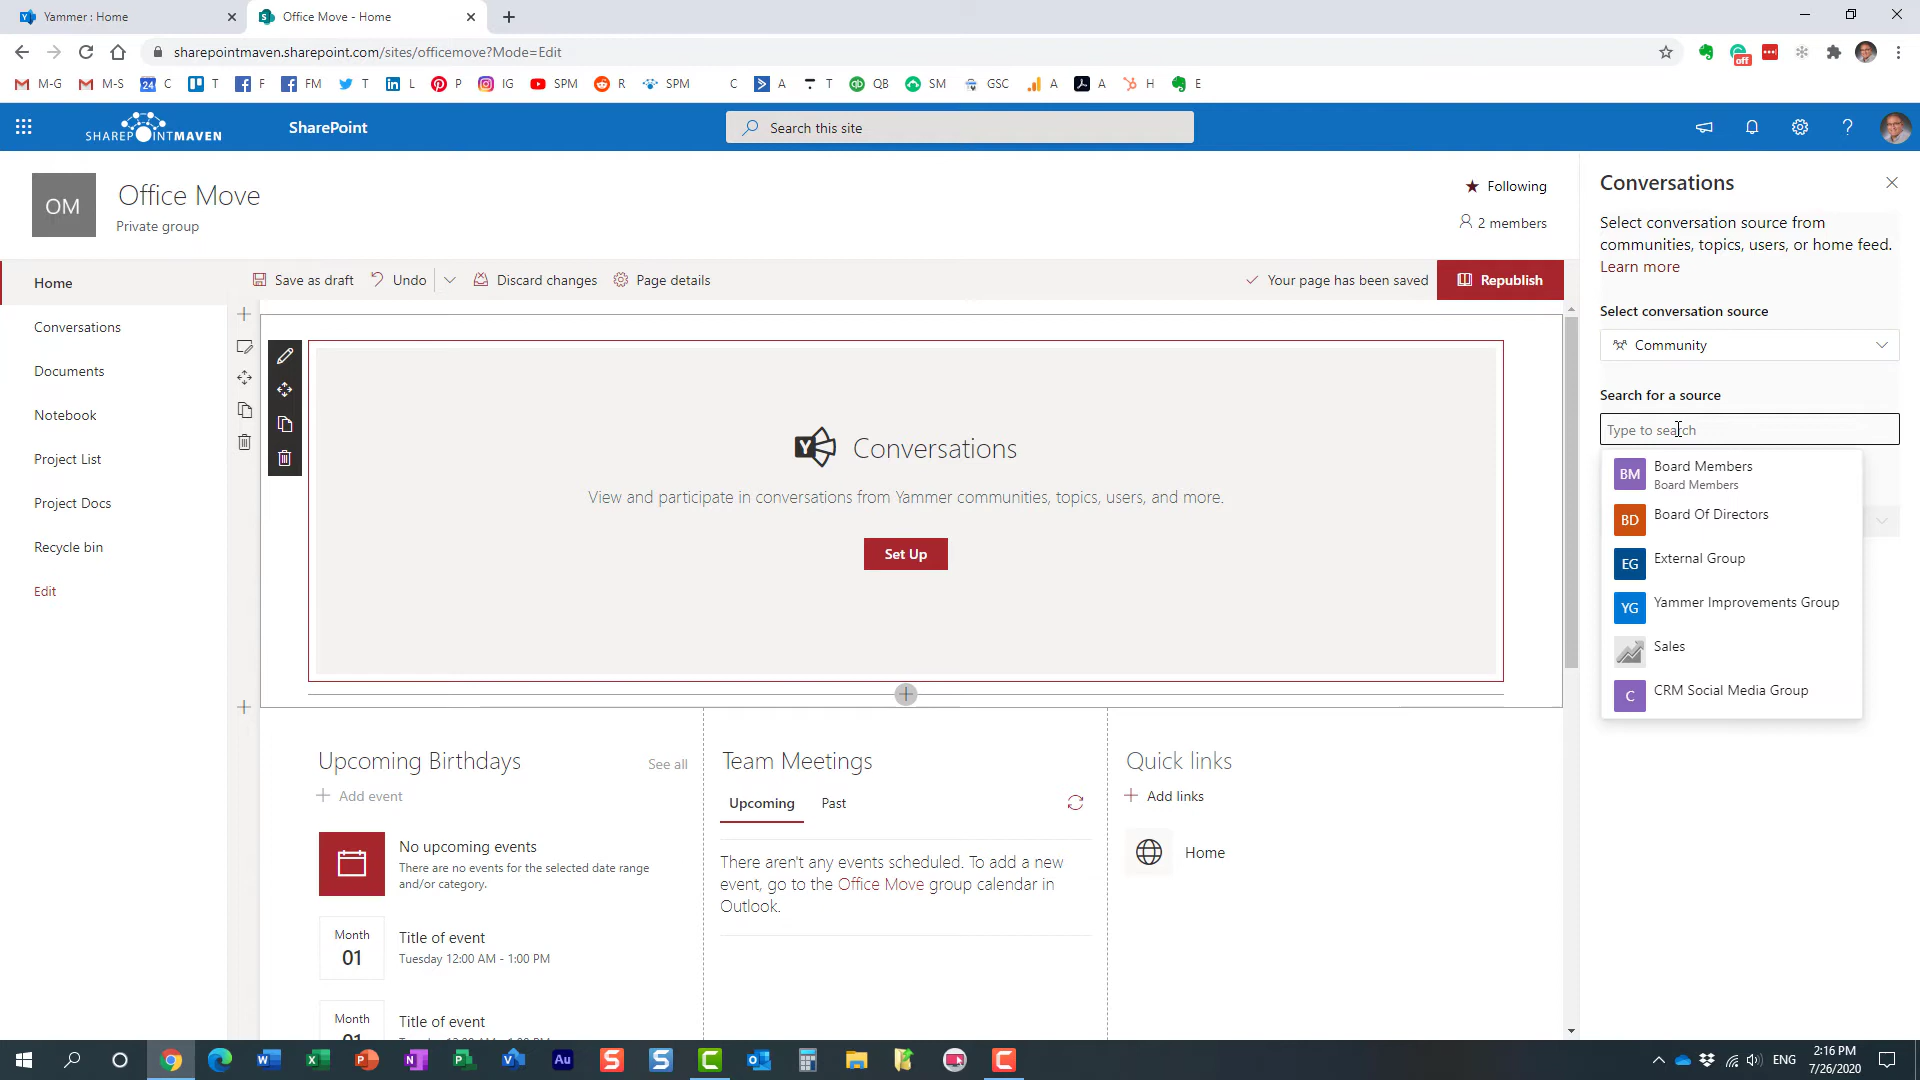 Yammer : Home
Office Move - Home
sharepointmaven.sharepoint.com/sites/officemove?Mode=Edit
off
M-G
M-S
24
C
T
F
FM
T
L
P
IG
SPM
R
SPM
C
A
T
QB
SM
GSC
A
A
H
E
SHAREPOINTMAVEN
SharePoint
Search this site
OM
Office Move
Private group
Following
2 members
Home
Conversations
Documents
Notebook
Project List
Project Docs
Recycle bin
Edit
Save as draft
Undo
Discard changes
Page details
Your page has been saved
Republish
Conversations
View and participate in conversations from Yammer communities, topics, users, and more.
Set Up
Upcoming Birthdays
See all
Add event
No upcoming events
There are no events for the selected date range
and/or category.
Month
01
Title of event
Tuesday 12:00 AM - 1:00 PM
Month
Title of event
Team Meetings
Upcoming
Past
There aren't any events scheduled. To add a new
event, go to the Office Move group calendar in
Outlook.
Quick links
Add links
Home
Conversations
Select conversation source from
communities, topics, users, or home feed.
Learn more
Select conversation source
Community
Search for a source
Type to search
BM
Board Members
Board Members
BD
Board Of Directors
EG
External Group
YG
Yammer Improvements Group
Sales
C
CRM Social Media Group
ENG
2:16 PM
7/26/2020